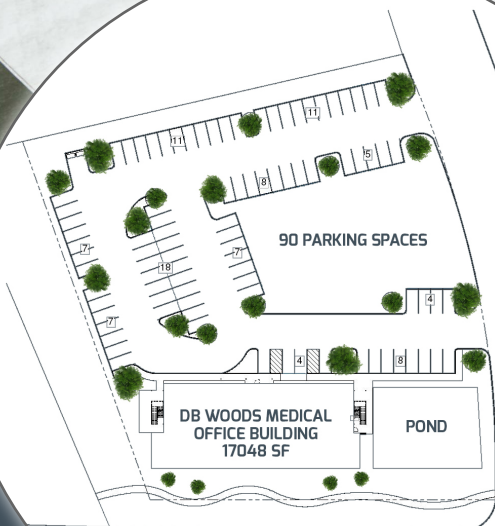 11
11
5
8
7
7
18
90 PARKING SPACES
7
4
4
8
DB WOODS MEDICAL
OFFICE BUILDING
17048 SF
POND